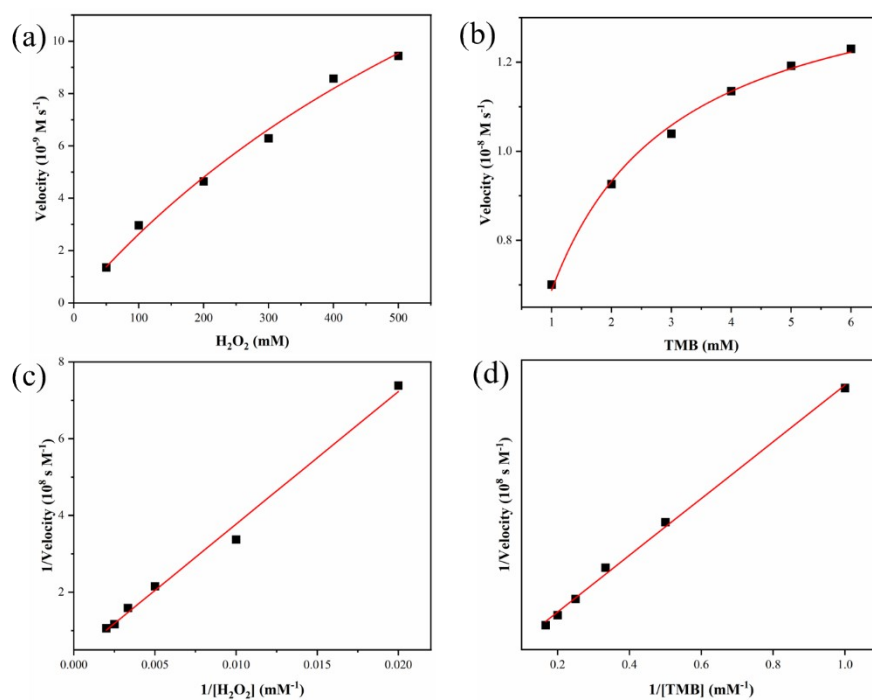 (a)
10
8
6
4
2
0
0 100 200 300 400 500
Velocity (10⁻⁹ M s⁻¹)
H₂O₂ (mM)
(b)
1.2
1.0
0.8
1 2 3 4 5 6
Velocity (10⁻⁸ M s⁻¹)
TMB (mM)
(c)
8
6
4
2
0.000 0.005 0.010 0.015 0.020
1/Velocity (10⁸ s M⁻¹)
1/[H₂O₂] (mM⁻¹)
(d)
0.2 0.4 0.6 0.8 1.0
1/Velocity (10⁸ s M⁻¹)
1/[TMB] (mM⁻¹)